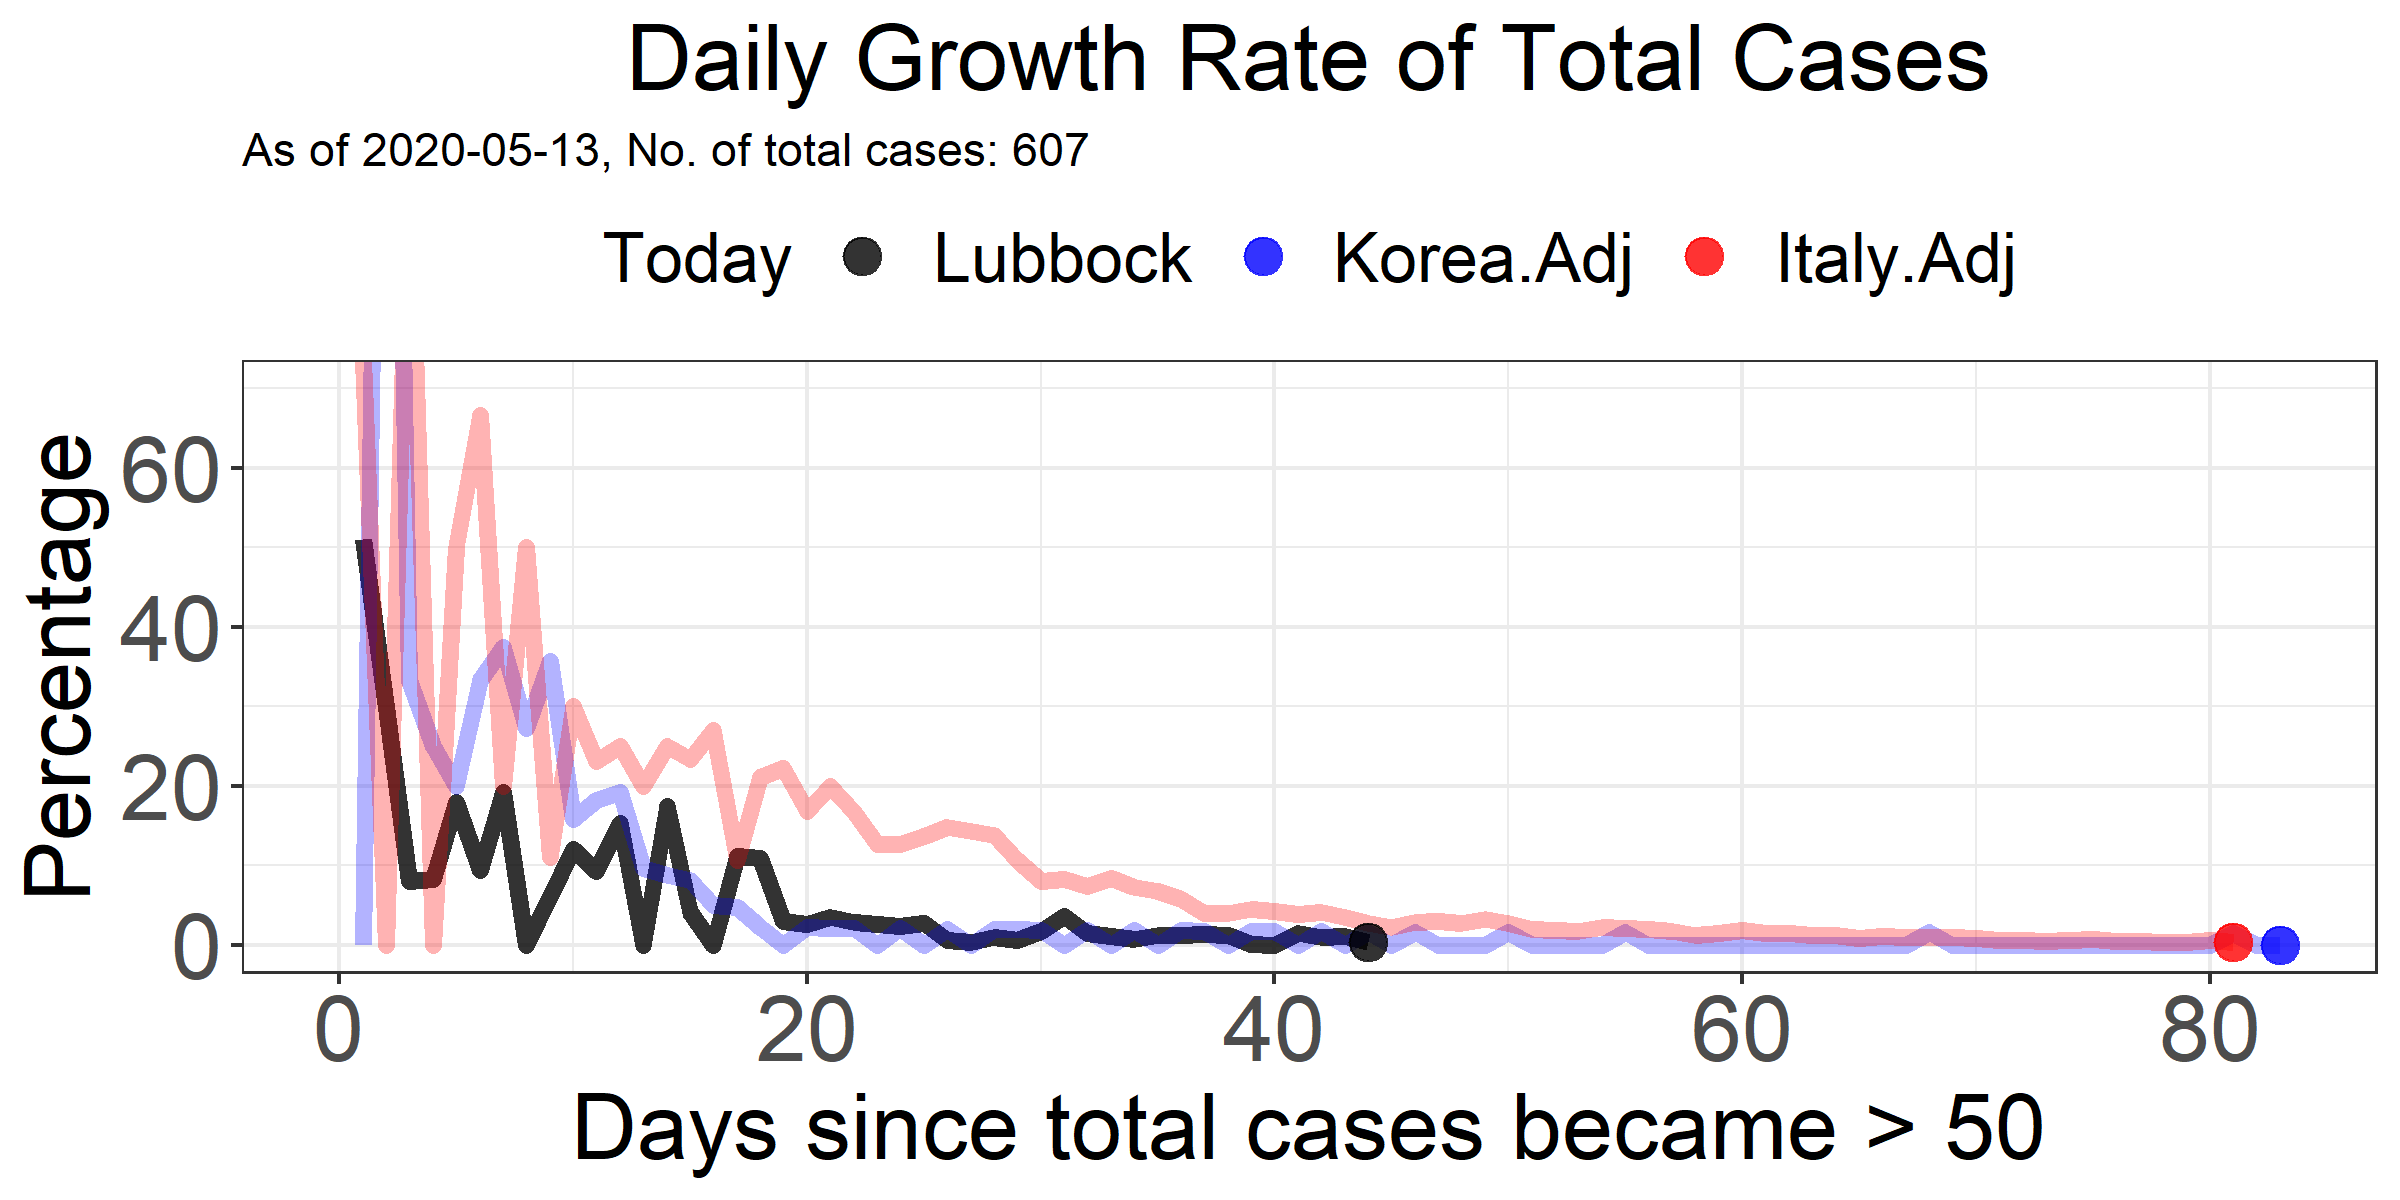 Daily Growth Rate of Total Cases
As of 2020-05-13, No. of total cases: 607
Today Lubbock Korea.Adj Italy.Adj
Percentage
60
40
20
0
0 20 40 60 80
Days since total cases became > 50